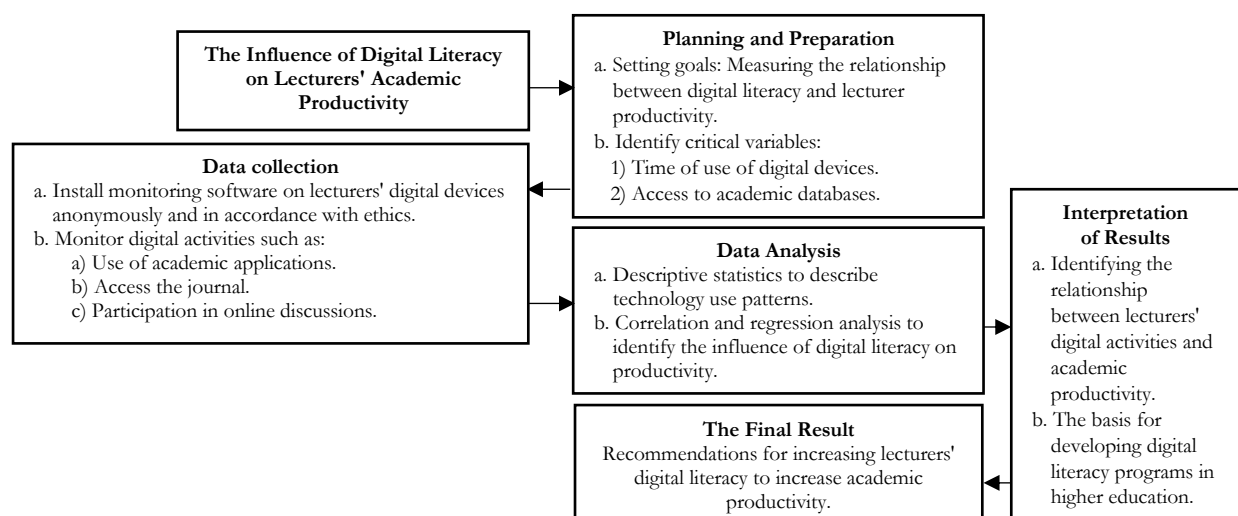 The Influence of Digital Literacy
on Lecturers' Academic
Productivity
Planning and Preparation
a. Setting goals: Measuring the relationship
between digital literacy and lecturer
productivity.
b. Identify critical variables:
1) Time of use of digital devices.
2) Access to academic databases.
Data collection
a. Install monitoring software on lecturers' digital devices
anonymously and in accordance with ethics.
b. Monitor digital activities such as:
a) Use of academic applications.
b) Access the journal.
c) Participation in online discussions.
Data Analysis
a. Descriptive statistics to describe
technology use patterns.
b. Correlation and regression analysis to
identify the influence of digital literacy on
productivity.
Interpretation
of Results
a. Identifying the
relationship
between lecturers'
digital activities and
academic
productivity.
b. The basis for
developing digital
literacy programs in
higher education.
The Final Result
Recommendations for increasing lecturers'
digital literacy to increase academic
productivity.